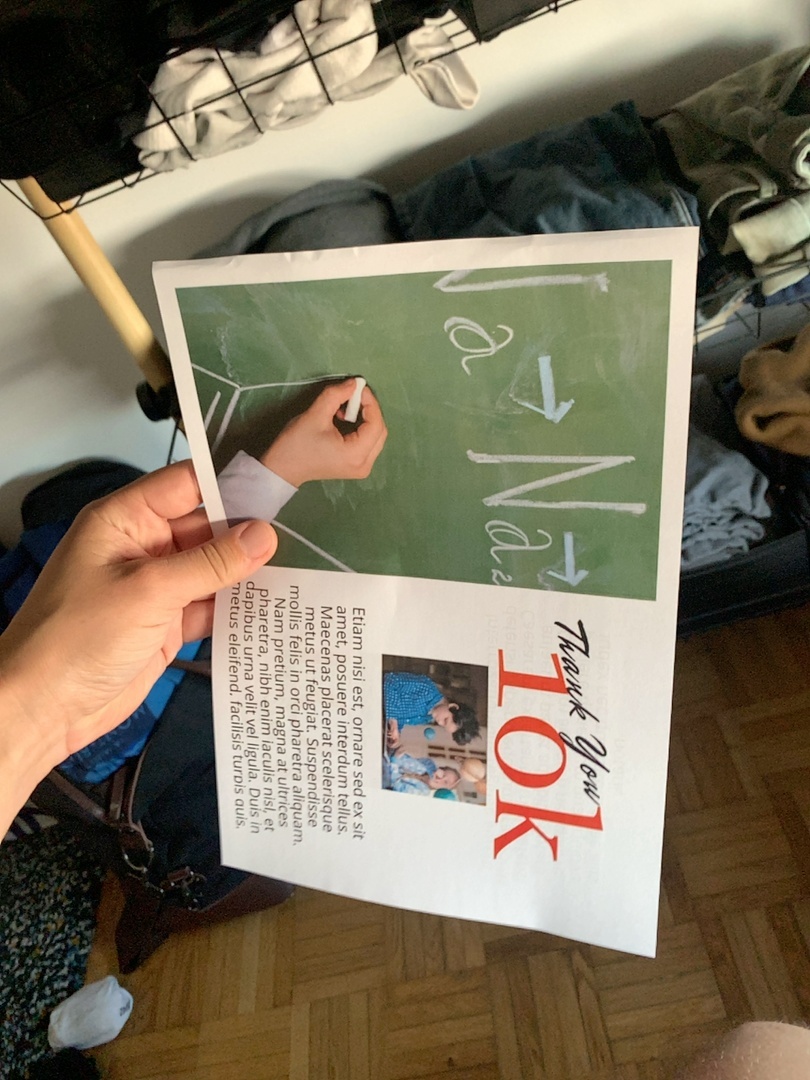 Na → Na₂ →
Thank You
10k
Etiam nisi est, ornare sed ex sit
amet, posuere interdum tellus.
Maecenas placerat scelerisque
metus ut feugiat. Suspendisse
mollis felis in orci pharetra aliquam.
Nam pretium, magna at ultrices
pharetra, nibh enim iaculis nisl, et
dapibus urna velit vel ligula. Duis in
metus eleifend, facilisis turpis quis,